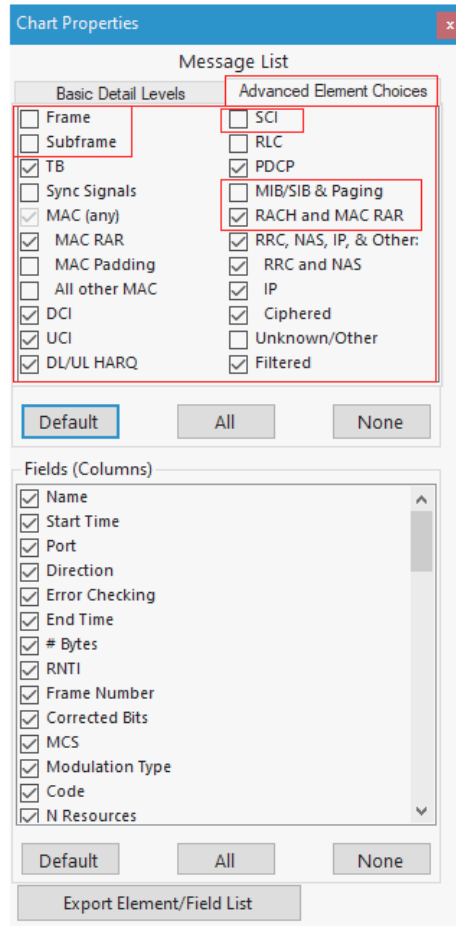 Chart Properties
x
Message List
Basic Detail Levels
Advanced Element Choices
Frame
Subframe
TB
Sync Signals
MAC (any)
MAC RAR
MAC Padding
All other MAC
DCI
UCI
DL/UL HARQ
SCI
RLC
PDCP
MIB/SIB & Paging
RACH and MAC RAR
RRC, NAS, IP, & Other:
RRC and NAS
IP
Ciphered
Unknown/Other
Filtered
Default
All
None
Fields (Columns)
Name
Start Time
Port
Direction
Error Checking
End Time
# Bytes
RNTI
Frame Number
Corrected Bits
MCS
Modulation Type
Code
N Resources
Default
All
None
Export Element/Field List